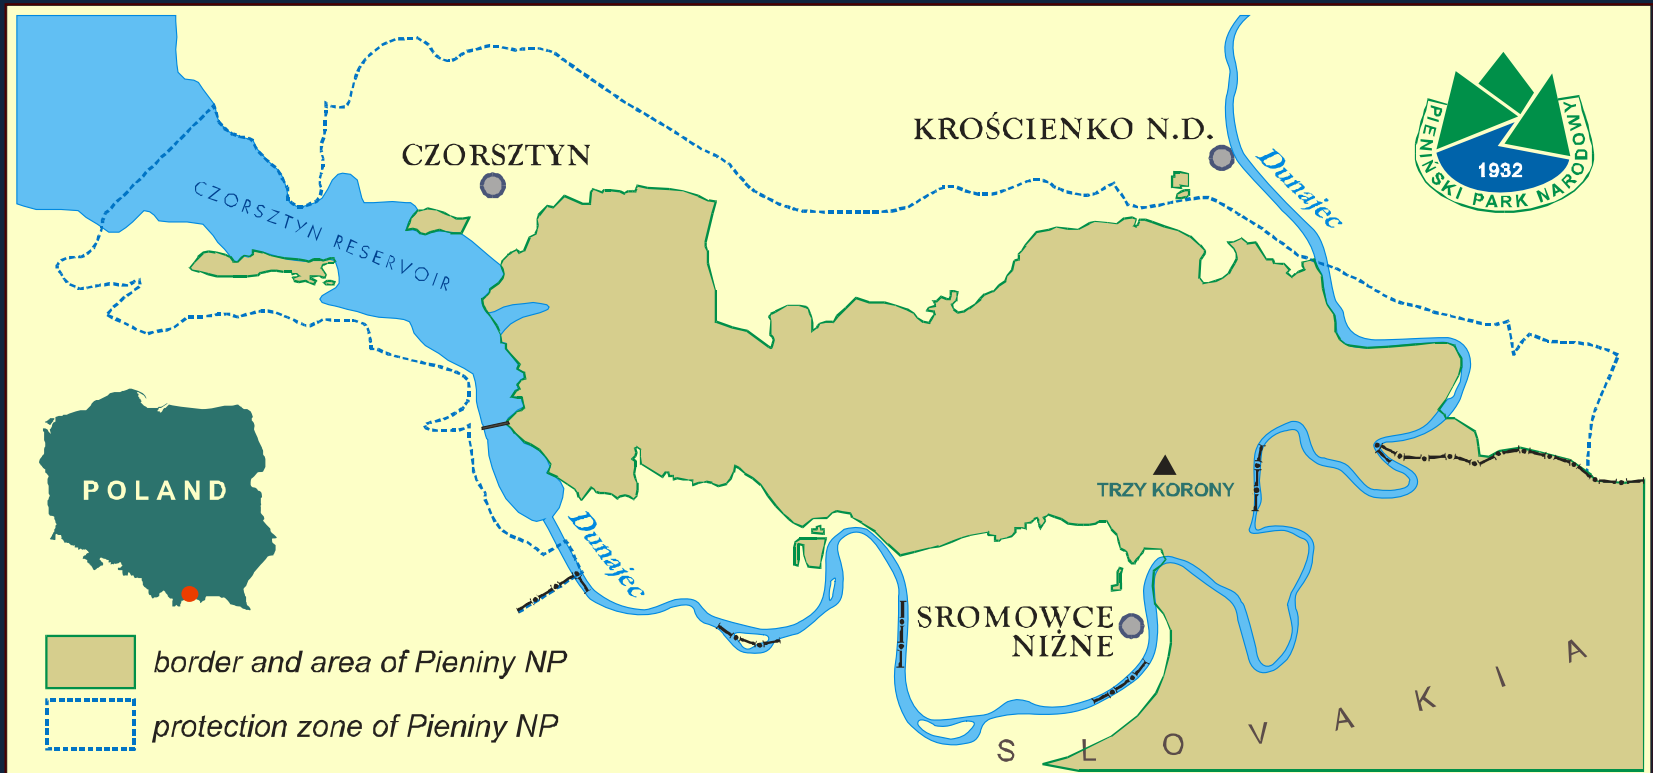 KROŚCIENKO N.D.
CZORSZTYN
Dunajec
1932
PIENIŃSKI PARK NARODOWY
CZORSZTYN RESERVOIR
POLAND
TRZY KORONY
Dunajec
SROMOWCE
NIŻNE
border and area of Pieniny NP
protection zone of Pieniny NP
SLOVAKIA